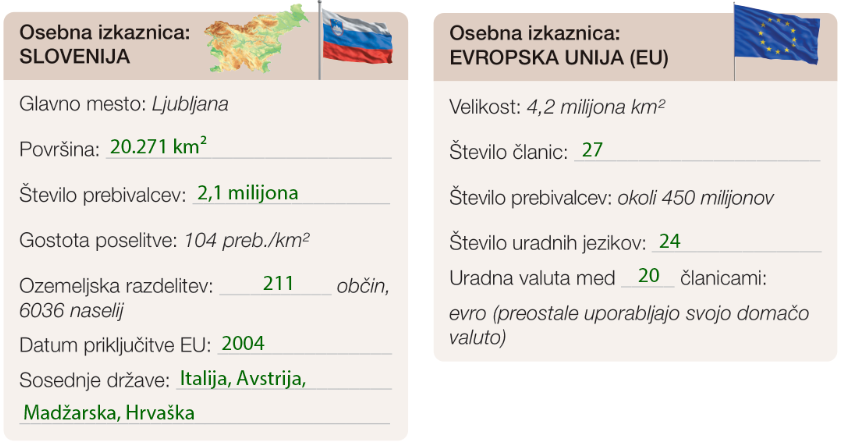 Osebna izkaznica:
SLOVENIJA
Glavno mesto: Ljubljana
Površina: 20.271 km²
Število prebivalcev: 2,1 milijona
Gostota poselitve: 104 preb./km²
Ozemeljska razdelitev: 211 občin,
6036 naselij
Datum priključitve EU: 2004
Sosednje države: Italija, Avstrija,
Madžarska, Hrvaška
Osebna izkaznica:
EVROPSKA UNIJA (EU)
Velikost: 4,2 milijona km²
Število članic: 27
Število prebivalcev: okoli 450 milijonov
Število uradnih jezikov: 24
Uradna valuta med 20 članicami:
evro (preostale uporabljajo svojo domačo
valuto)